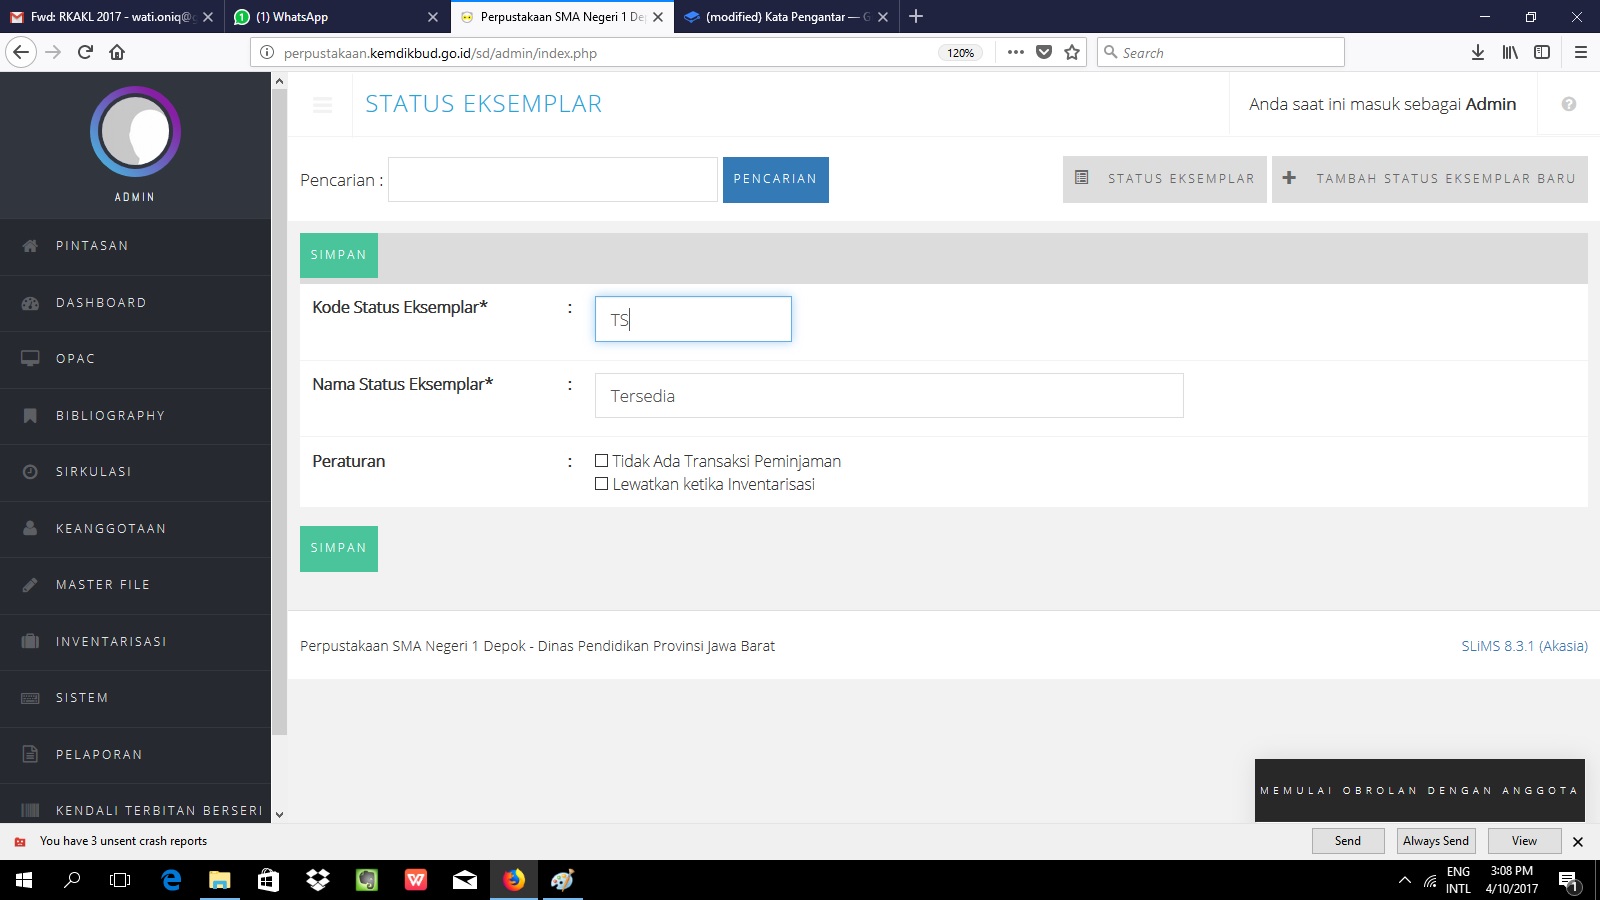 Fwd: RKAKL 2017 - wati.oniq@
(1) WhatsApp
Perpustakaan SMA Negeri 1 De
(modified) Kata Pengantar — G
perpustakaan.kemdikbud.go.id/sd/admin/index.php
120%
Search
ADMIN
STATUS EKSEMPLAR
Anda saat ini masuk sebagai Admin
Pencarian :
PENCARIAN
STATUS EKSEMPLAR
TAMBAH STATUS EKSEMPLAR BARU
PINTASAN
DASHBOARD
OPAC
BIBLIOGRAPHY
SIRKULASI
KEANGGOTAAN
MASTER FILE
INVENTARISASI
SISTEM
PELAPORAN
KENDALI TERBITAN BERSERI
SIMPAN
Kode Status Eksemplar* : TS
Nama Status Eksemplar* : Tersedia
Peraturan : Tidak Ada Transaksi Peminjaman
Lewatkan ketika Inventarisasi
SIMPAN
Perpustakaan SMA Negeri 1 Depok - Dinas Pendidikan Provinsi Jawa Barat
SLiMS 8.3.1 (Akasia)
MEMULAI OBROLAN DENGAN ANGGOTA
You have 3 unsent crash reports
Send
Always Send
View
ENG
INTL
3:08 PM
4/10/2017
1